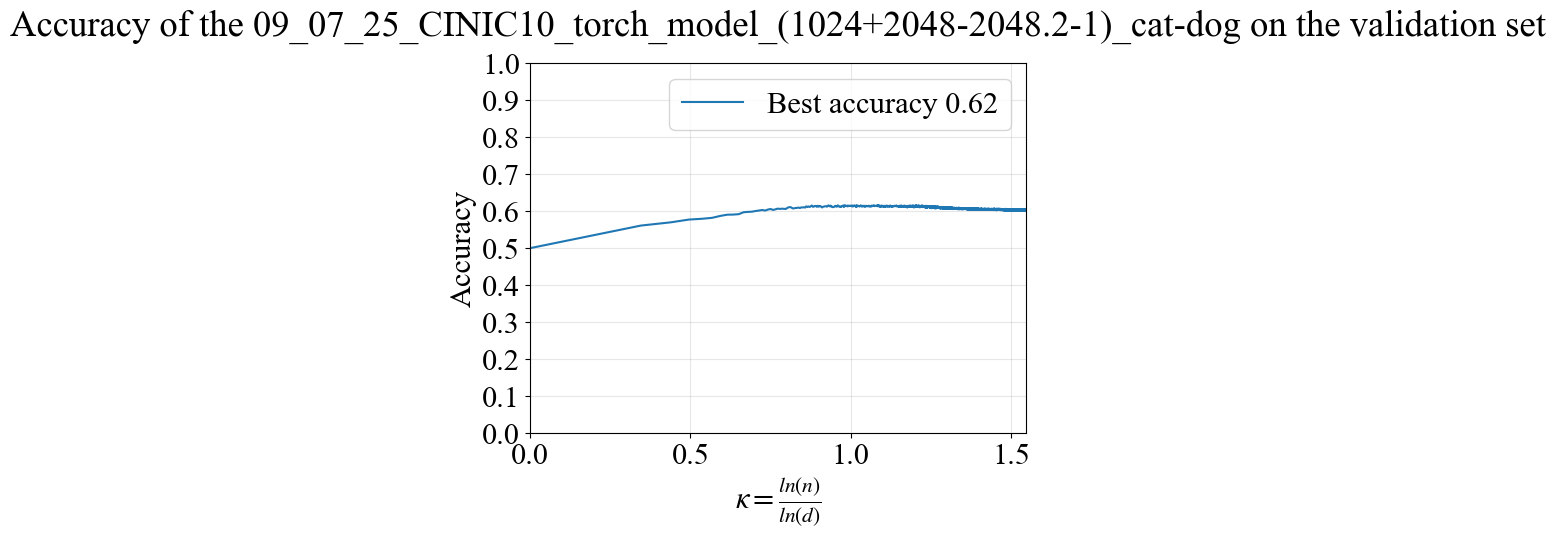 Accuracy of the 09_07_25_CINIC10_torch_model_(1024+2048-2048.2-1)_cat-dog on the validation set
Best accuracy 0.62
Accuracy
1.0
0.9
0.8
0.7
0.6
0.5
0.4
0.3
0.2
0.1
0.0
0.0 0.5 1.0 1.5
κ = ln(n) / ln(d)